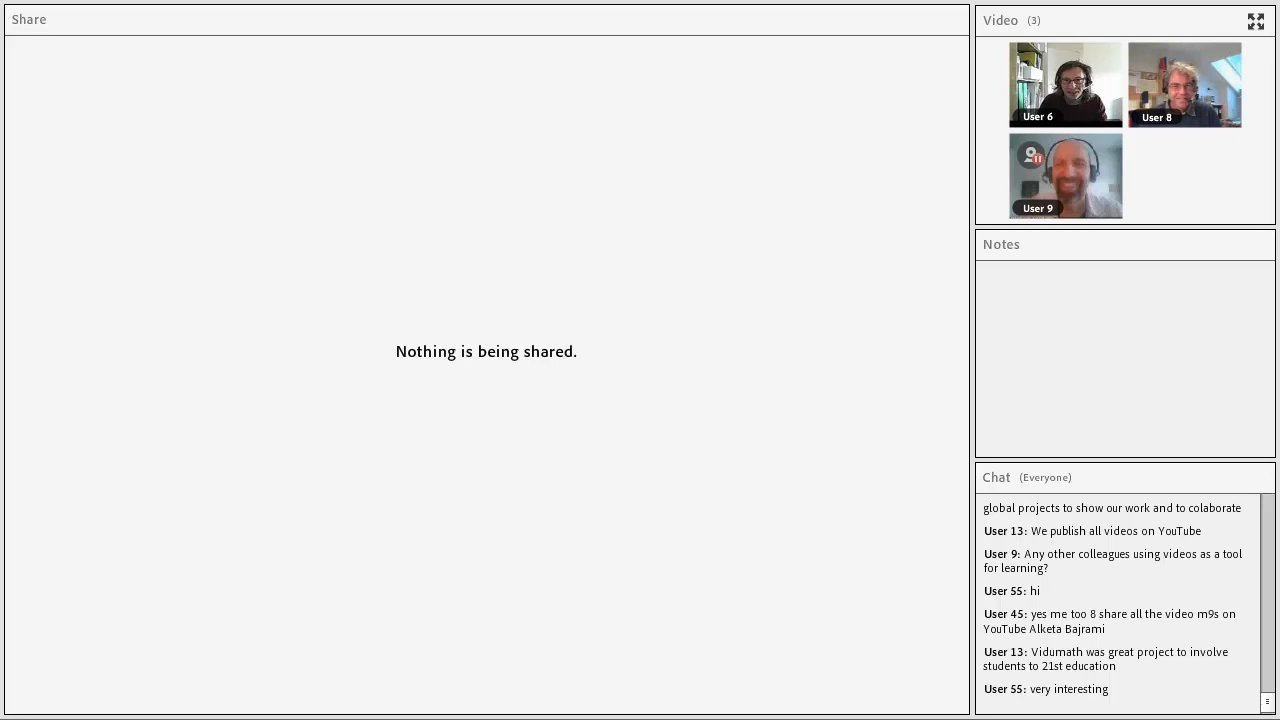 Share
Nothing is being shared.
Video (3)
User 6
User 8
User 9
Notes
Chat (Everyone)
global projects to show our work and to colaborate
User 13: We publish all videos on YouTube
User 9: Any other colleagues using videos as a tool
for learning?
User 55: hi
User 45: yes me too 8 share all the video m9s on
YouTube Alketa Bajrami
User 13: Vidumath was great project to involve
students to 21st education
User 55: very interesting